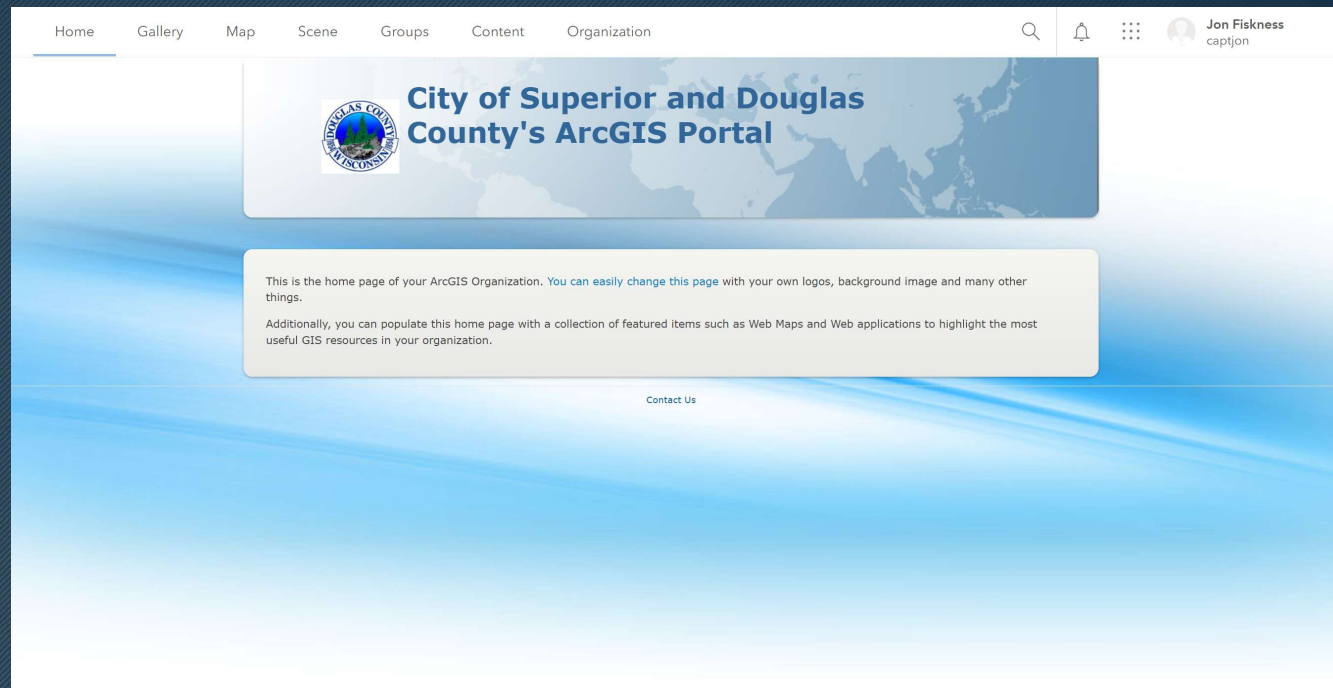 Home Gallery Map Scene Groups Content Organization Jon Fiskness
captjon
City of Superior and Douglas
County's ArcGIS Portal
DOUGLAS COUNTY
WISCONSIN
This is the home page of your ArcGIS Organization. You can easily change this page with your own logos, background image and many other
things.
Additionally, you can populate this home page with a collection of featured items such as Web Maps and Web applications to highlight the most
useful GIS resources in your organization.
Contact Us